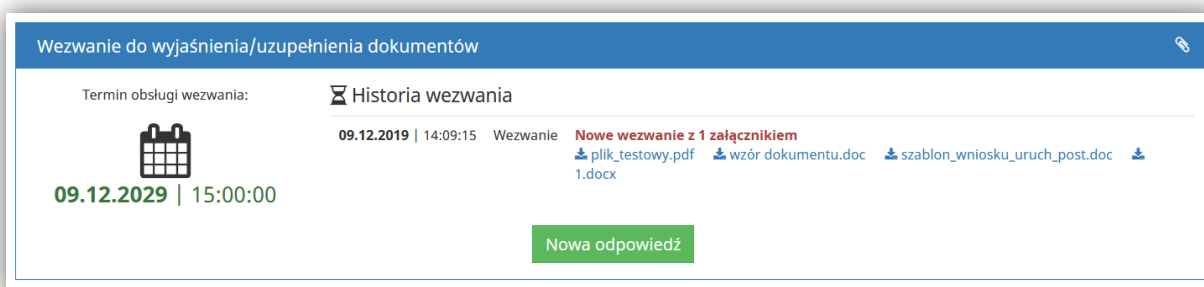 Wezwanie do wyjaśnienia/uzupełnienia dokumentów
Termin obsługi wezwania:
09.12.2029 | 15:00:00
Historia wezwania
09.12.2019 | 14:09:15 Wezwanie Nowe wezwanie z 1 załącznikiem
plik_testowy.pdf wzór dokumentu.doc szablon_wniosku_uruch_post.doc
1.docx
Nowa odpowiedź